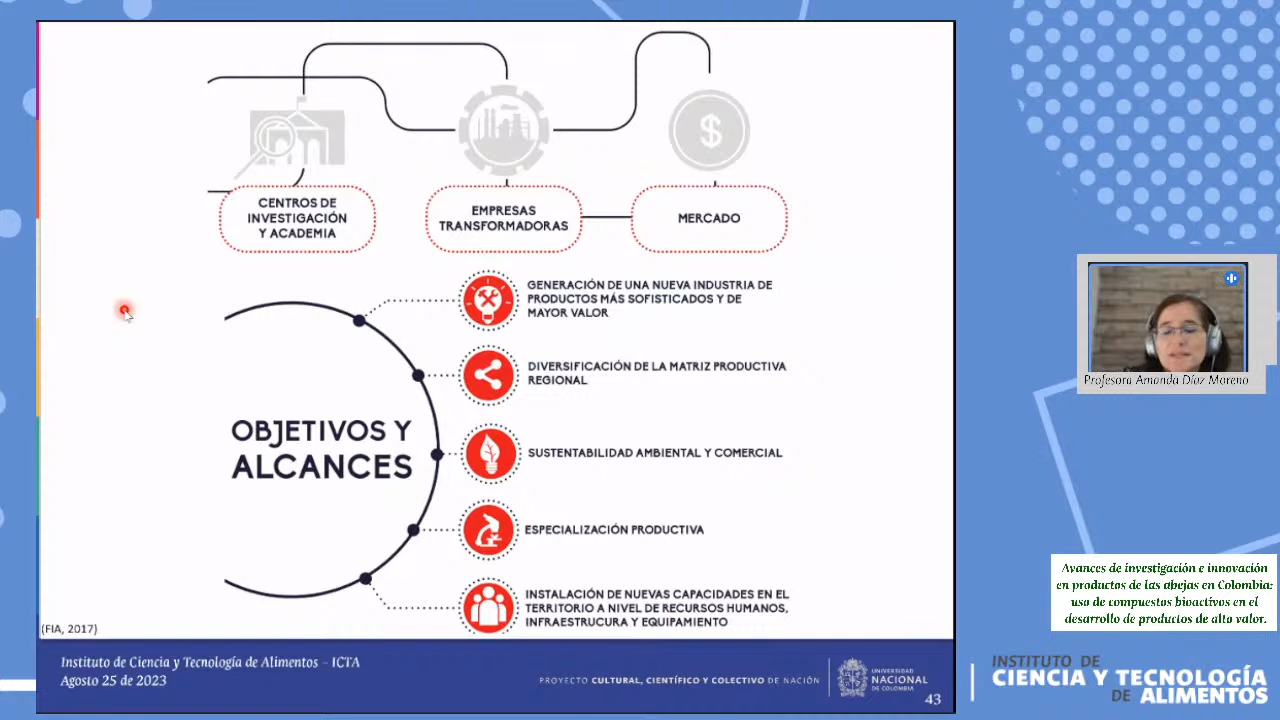 CENTROS DE
INVESTIGACIÓN
Y ACADEMIA
EMPRESAS
TRANSFORMADORAS
MERCADO
$
GENERACIÓN DE UNA NUEVA INDUSTRIA DE
PRODUCTOS MÁS SOFISTICADOS Y DE
MAYOR VALOR
DIVERSIFICACIÓN DE LA MATRIZ PRODUCTIVA
REGIONAL
OBJETIVOS Y
ALCANCES
SUSTENTABILIDAD AMBIENTAL Y COMERCIAL
ESPECIALIZACIÓN PRODUCTIVA
INSTALACIÓN DE NUEVAS CAPACIDADES EN EL
TERRITORIO A NIVEL DE RECURSOS HUMANOS,
INFRAESTRUCURA Y EQUIPAMIENTO
(FIA, 2017)
Instituto de Ciencia y Tecnología de Alimentos – ICTA
Agosto 25 de 2023
PROYECTO CULTURAL, CIENTÍFICO Y COLECTIVO DE NACIÓN
UNIVERSIDAD
NACIONAL
DE COLOMBIA
43
Profesora Amanda Díaz Moreno
Avances de investigación e innovación
en productos de las abejas en Colombia:
uso de compuestos bioactivos en el
desarrollo de productos de alta valor.
INSTITUTO DE
CIENCIA Y TECNOLOGÍA
DE ALIMENTOS